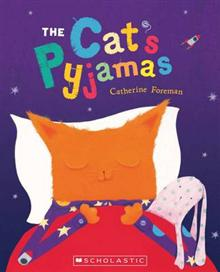 THE
Cat's
Pyjamas
Catherine Foreman
SCHOLASTIC